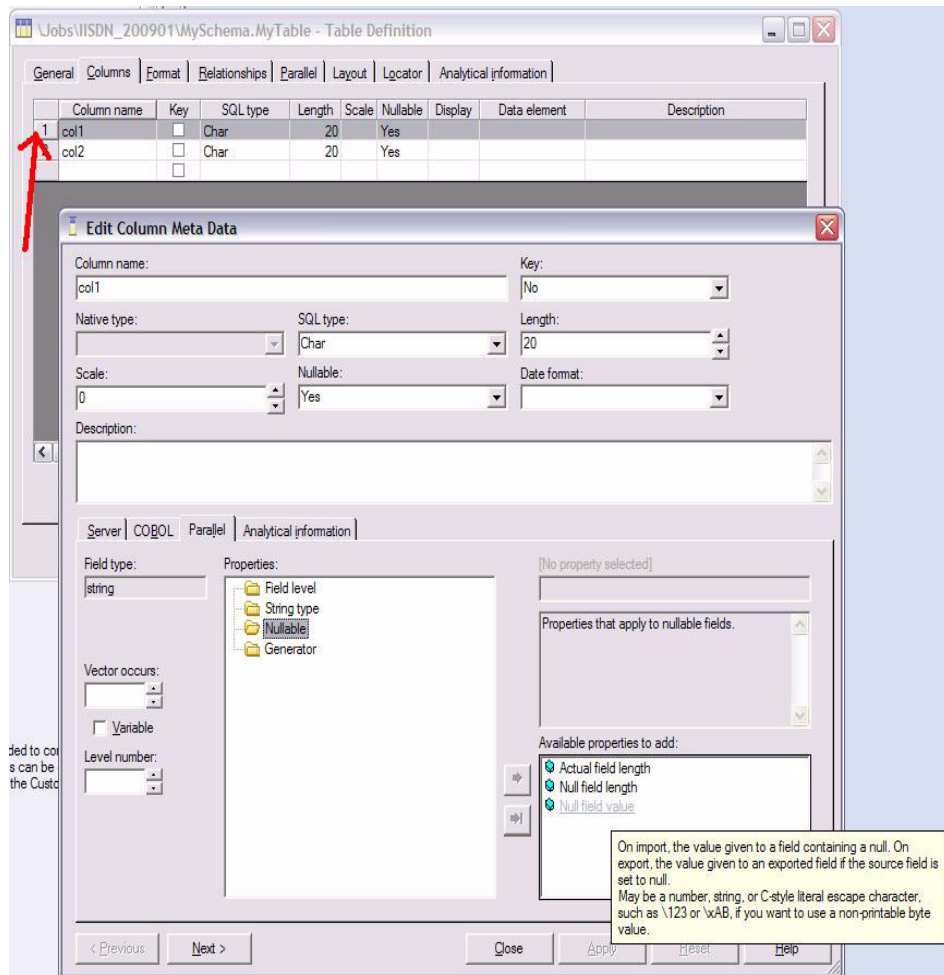 \Jobs\IISDN_200901\MySchema.MyTable - Table Definition
General Columns Format Relationships Parallel Layout Locator Analytical information
Column name Key SQL type Length Scale Nullable Display Data element Description
1 col1 Char 20 Yes
2 col2 Char 20 Yes
Edit Column Meta Data
Column name: Key:
col1 No
Native type: SQL type: Length:
Char 20
Scale: Nullable: Date format:
0 Yes
Description:
Server COBOL Parallel Analytical information
Field type: Properties: [No property selected]
string Field level
String type
Nullable
Generator
Properties that apply to nullable fields.
Vector occurs:
Variable
Level number:
Available properties to add:
Actual field length
Null field length
Null field value
ded to co
s can be
the Custo
On import, the value given to a field containing a null. On
export, the value given to an exported field if the source field is
set to null.
May be a number, string, or C-style literal escape character,
such as \123 or \xAB, if you want to use a non-printable byte
value.
< Previous Next > Close Apply Reset Help